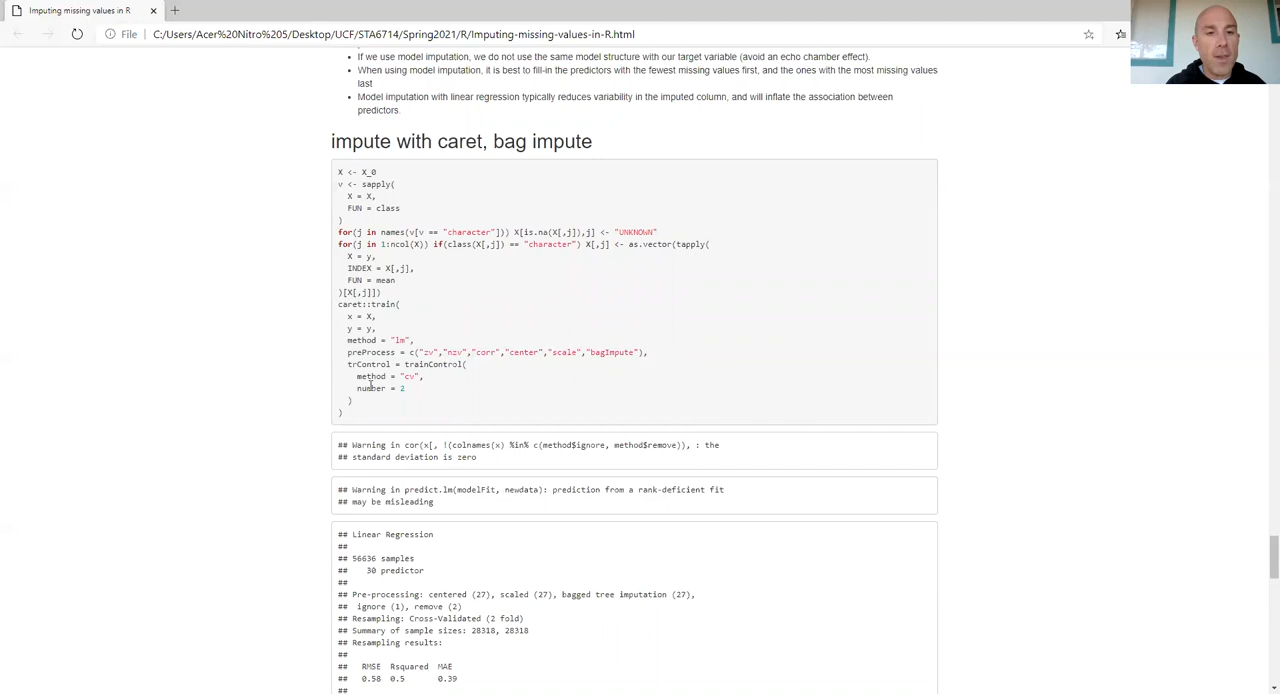 Imputing missing values in R
File
C:/Users/Acer%20Nitro%205/Desktop/UCF/STA6714/Spring2021/R/Imputing-missing-values-in-R.html
If we use model imputation, we do not use the same model structure with our target variable (avoid an echo chamber effect).
When using model imputation, it is best to fill-in the predictors with the fewest missing values first, and the ones with the most missing values
last
Model imputation with linear regression typically reduces variability in the imputed column, and will inflate the association between
predictors.
impute with caret, bag impute
X <- X_0
v <- sapply(
X = X,
FUN = class
)
for(j in names(v[v == "character"])) X[is.na(X[,j]),j] <- "UNKNOWN"
for(j in 1:ncol(X)) if(class(X[,j]) == "character") X[,j] <- as.vector(tapply(
X = y,
INDEX = X[,j],
FUN = mean
)[X[,j]])
caret::train(
x = X,
y = y,
method = "lm",
preProcess = c("zv","nzv","corr","center","scale","bagImpute"),
trControl = trainControl(
method = "cv",
number = 2
)
)
## Warning in cor(x[, !(colnames(x) %in% c(method$ignore, method$remove)), : the
## standard deviation is zero
## Warning in predict.lm(modelFit, newdata): prediction from a rank-deficient fit
## may be misleading
## Linear Regression
##
## 56636 samples
## 30 predictor
##
## Pre-processing: centered (27), scaled (27), bagged tree imputation (27),
## ignore (1), remove (2)
## Resampling: Cross-Validated (2 fold)
## Summary of sample sizes: 28318, 28318
## Resampling results:
##
## RMSE Rsquared MAE
## 0.58 0.5 0.39
##